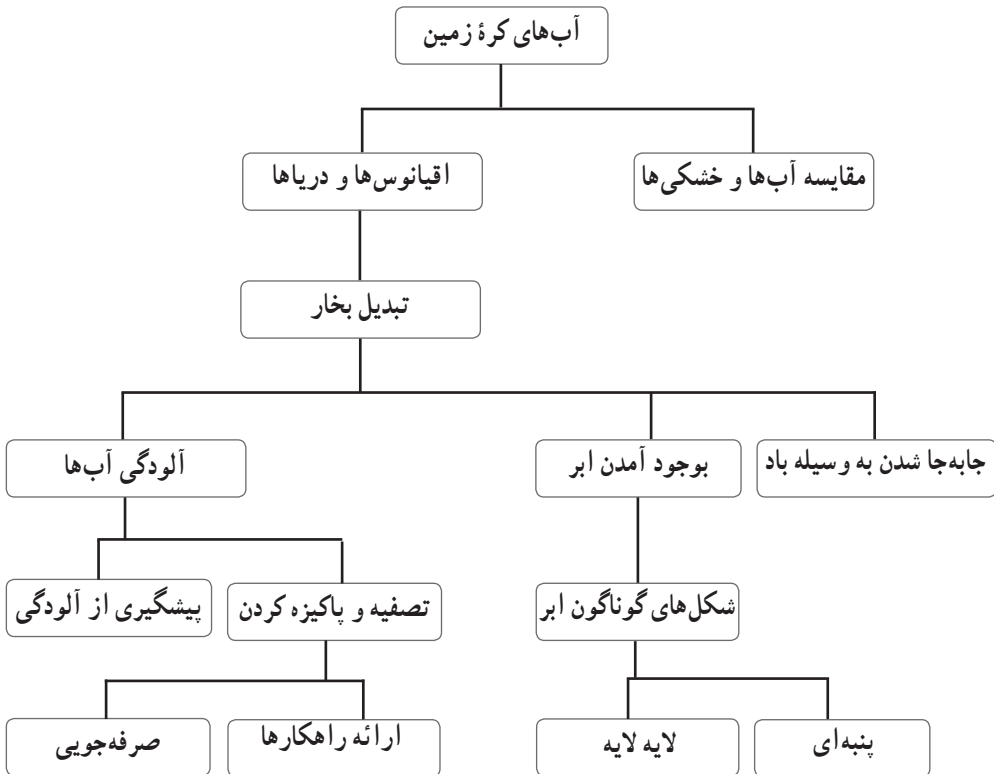 آب‌های کرهٔ زمین
مقایسه آب‌ها و خشکی‌ها
اقیانوس‌ها و دریاها
تبدیل بخار
جابه‌جا شدن به وسیله باد
بوجود آمدن ابر
آلودگی آب‌ها
شکل‌های گوناگون ابر
تصفیه و پاکیزه کردن
پیشگیری از آلودگی
پنبه‌ای
لایه لایه
ارائه راهکارها
صرفه‌جویی